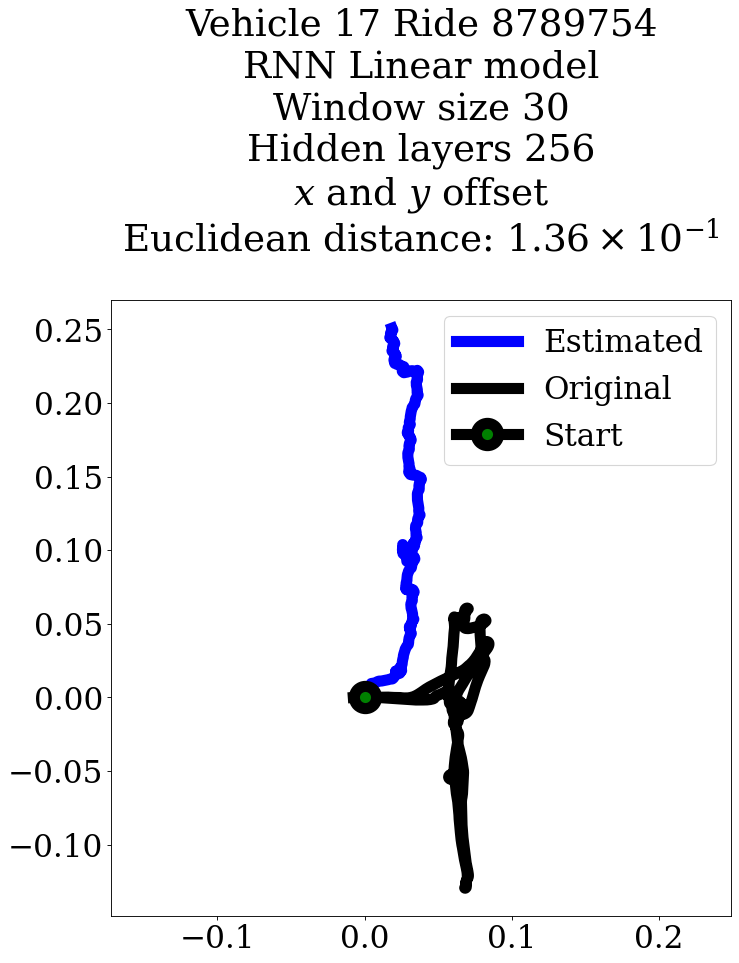 Vehicle 17 Ride 8789754
RNN Linear model
Window size 30
Hidden layers 256
x and y offset
Euclidean distance: 1.36 × 10⁻¹
Estimated
Original
Start
0.25
0.20
0.15
0.10
0.05
0.00
−0.05
−0.10
−0.1 0.0 0.1 0.2